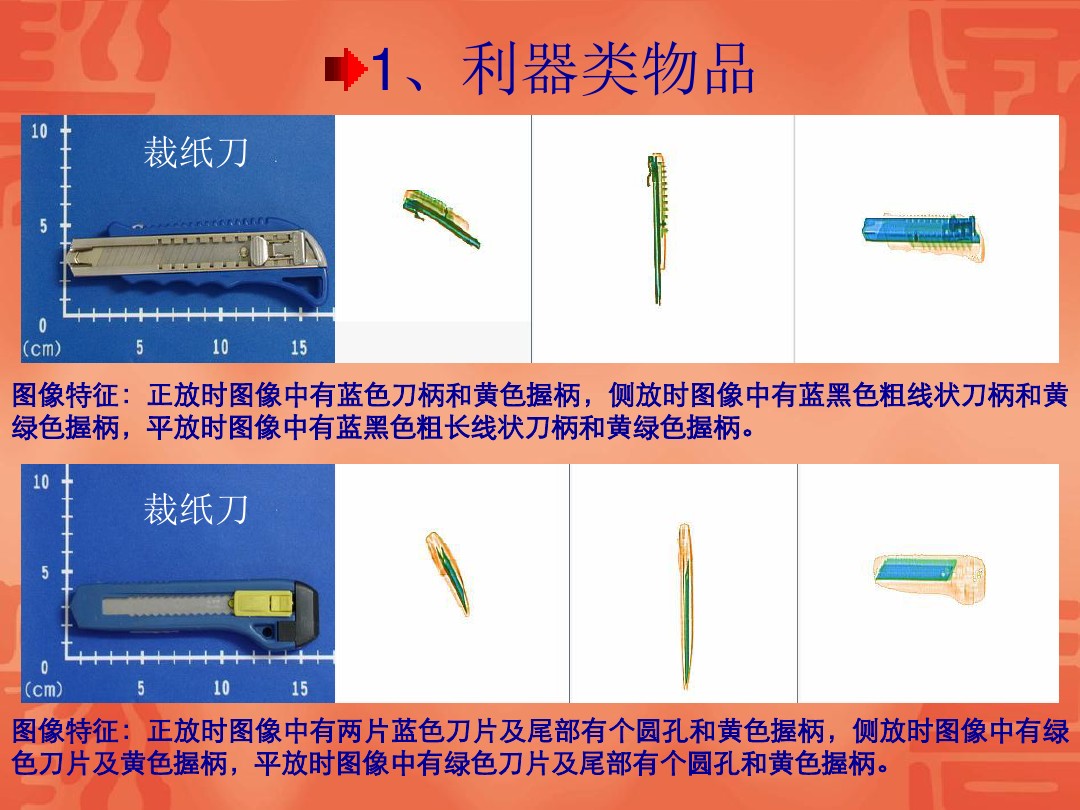 1、利器类物品
10
裁纸刀
5
0
(cm) 5 10 15
图像特征：正放时图像中有蓝色刀柄和黄色握柄，侧放时图像中有蓝黑色粗线状刀柄和黄
绿色握柄，平放时图像中有蓝黑色粗长线状刀柄和黄绿色握柄。
10
裁纸刀
5
0
(cm) 5 10 15
图像特征：正放时图像中有两片蓝色刀片及尾部有个圆孔和黄色握柄，侧放时图像中有绿
色刀片及黄色握柄，平放时图像中有绿色刀片及尾部有个圆孔和黄色握柄。